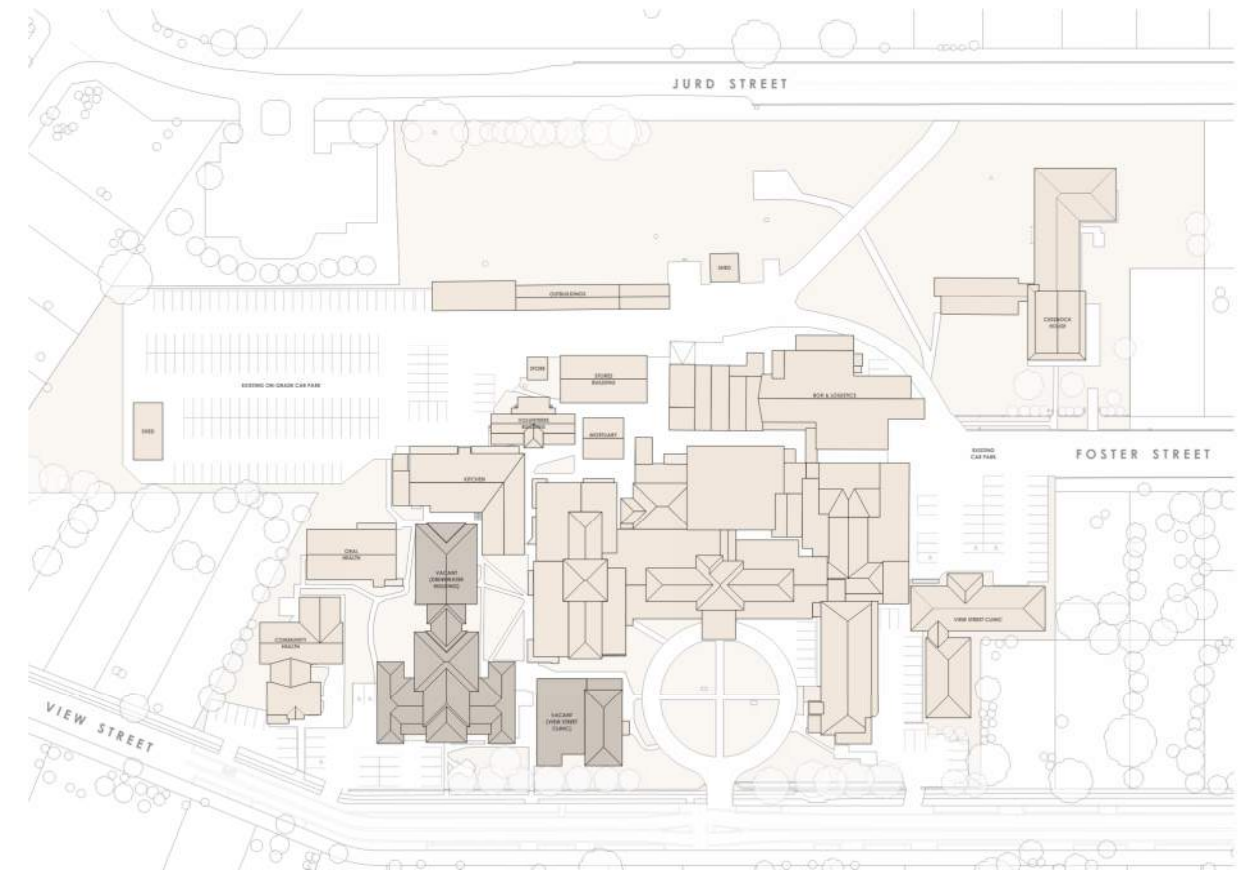 JURD STREET
SHED
OUTBUILDINGS
CESSNOCK
HOUSE
STORE
STORES
BUILDING
EXISTING ON-GRADE CAR PARK
BOH & LOGISTICS
SHED
VOLUNTEERS
BUILDING
MORTUARY
EXISTING
CAR PARK
FOSTER STREET
KITCHEN
ORAL
HEALTH
VACANT
BUILDING)
VIEW STREET CLINIC
COMMUNITY
HEALTH
VIEW STREET
VACANT
(VIEW STREET
CLINIC)